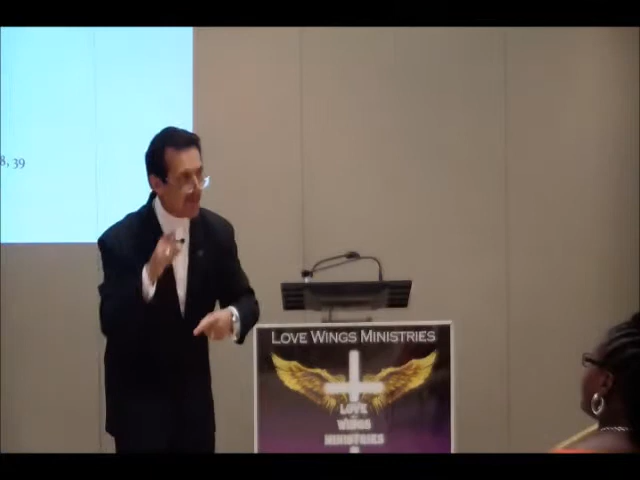 8, 39
LOVE WINGS MINISTRIES
LOVE
WINGS
MINISTRIES